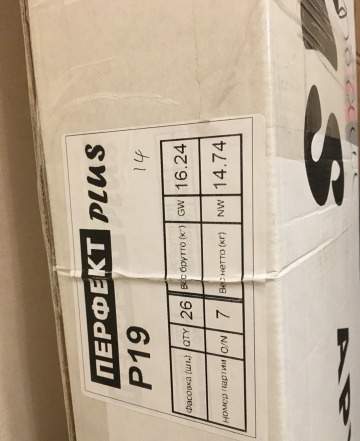 ПЕРФЕКТ PLUS
P19
14
Фасовка (шт.) QTY 26 Вес брутто (кг) GW 16.24
Номер партии O/N 7 Вес нетто (кг) NW 14.74